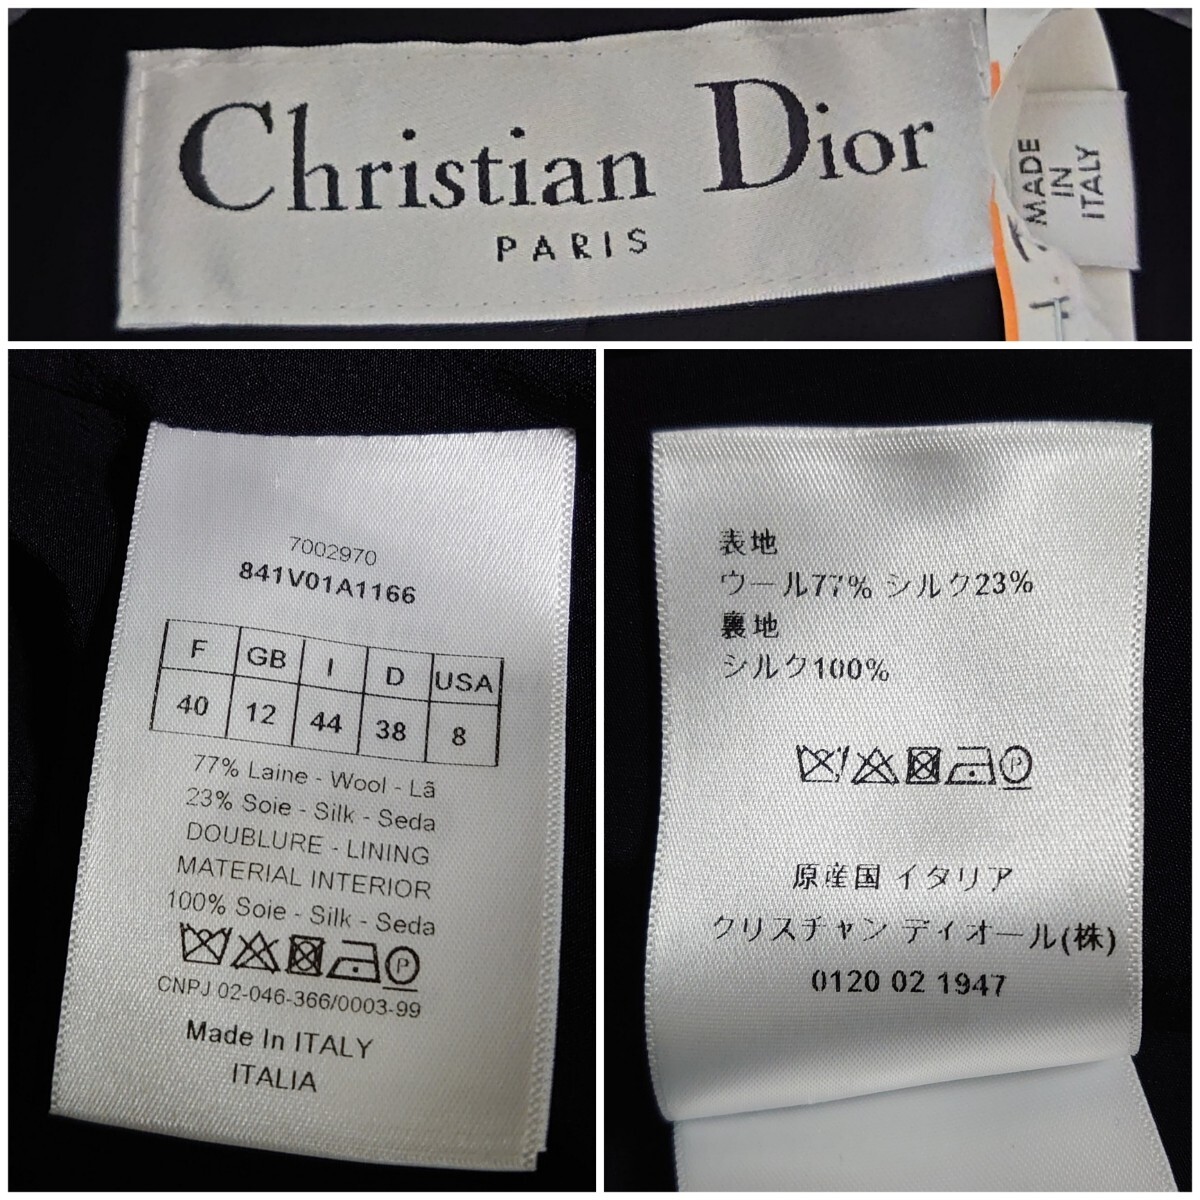 Christian Dior
PARIS
MADE
IN
ITALY
7002970
841V01A1166
F GB I D USA
40 12 44 38 8
77% Laine - Wool - Lã
23% Soie - Silk - Seda
DOUBLURE - LINING
MATERIAL INTERIOR
100% Soie - Silk - Seda
P
CNPJ 02-046-366/0003-99
Made In ITALY
ITALIA
表地
ウール77% シルク23%
裏地
シルク100%
P
原産国 イタリア
クリスチャン ディオール(株)
0120 02 1947